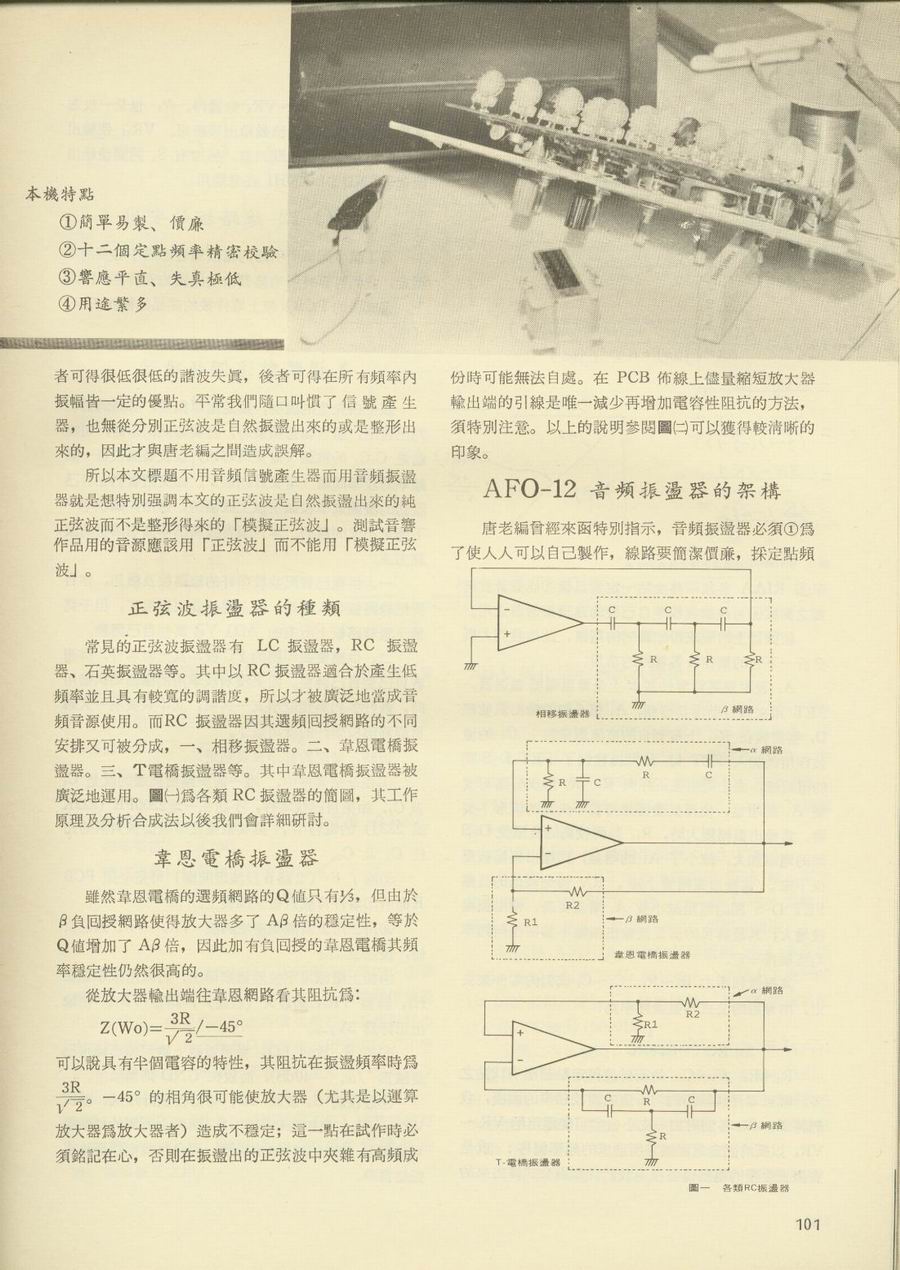 本機特點
①簡單易製、價廉
②十二個定點頻率精密校驗
③響應平直、失真極低
④用途繁多
者可得很低很低的諧波失眞，後者可得在所有頻率內
振幅皆一定的優點。平常我們隨口叫慣了信號產生
器，也無從分別正弦波是自然振盪出來的或是整形出
來的，因此才與唐老編之間造成誤解。
所以本文標題不用音頻信號產生器而用音頻振盪
器就是想特別强調本文的正弦波是自然振盪出來的純
正弦波而不是整形得來的「模擬正弦波」。測試音響
作品用的音源應該用「正弦波」而不能用「模擬正弦
波」。
正弦波振盪器的種類
常見的正弦波振盪器有 LC 振盪器，RC 振盪
器、石英振盪器等。其中以 RC 振盪器適合於產生低
頻率並且具有較寬的調諧度，所以才被廣泛地當成音
頻音源使用。而RC 振盪器因其選頻回授網路的不同
安排又可被分成，一、相移振盪器。二、韋恩電橋振
盪器。三、T電橋振盪器等。其中韋恩電橋振盪器被
廣泛地運用。圖㈠爲各類 RC 振盪器的簡圖，其工作
原理及分析合成法以後我們會詳細硏討。
韋恩電橋振盪器
雖然韋恩電橋的選頻網路的Q值只有⅓，但由於
β負回授網路使得放大器多了 Aβ倍的穩定性，等於
Q值增加了 Aβ倍，因此加有負回授的韋恩電橋其頻
率穩定性仍然很高的。
從放大器輸出端往韋恩網路看其阻抗爲：
Z(Wo)=3R/√2 /−45°
可以說具有半個電容的特性，其阻抗在振盪頻率時爲
3R/√2。−45° 的相角很可能使放大器（尤其是以運算
放大器爲放大器者）造成不穩定；這一點在試作時必
須銘記在心，否則在振盪出的正弦波中夾雜有高頻成
份時可能無法自處。在 PCB 佈線上儘量縮短放大器
輸出端的引線是唯一減少再增加電容性阻抗的方法，
須特別注意。以上的說明參閱圖㈡可以獲得較清晰的
印象。
AFO-12 音頻振盪器的架構
唐老編曾經來函特別指示，音頻振盪器必須①爲
了使人人可以自己製作，線路要簡潔價廉，採定點頻
−
+
C C C
R R R
相移振盪器
β網路
α網路
R C
R
C
+
−
R2
R1
β網路
韋恩電橋振盪器
α網路
R2
R1
+
−
C R C
R
β網路
T-電橋振盪器
圖一 各類RC振盪器
101